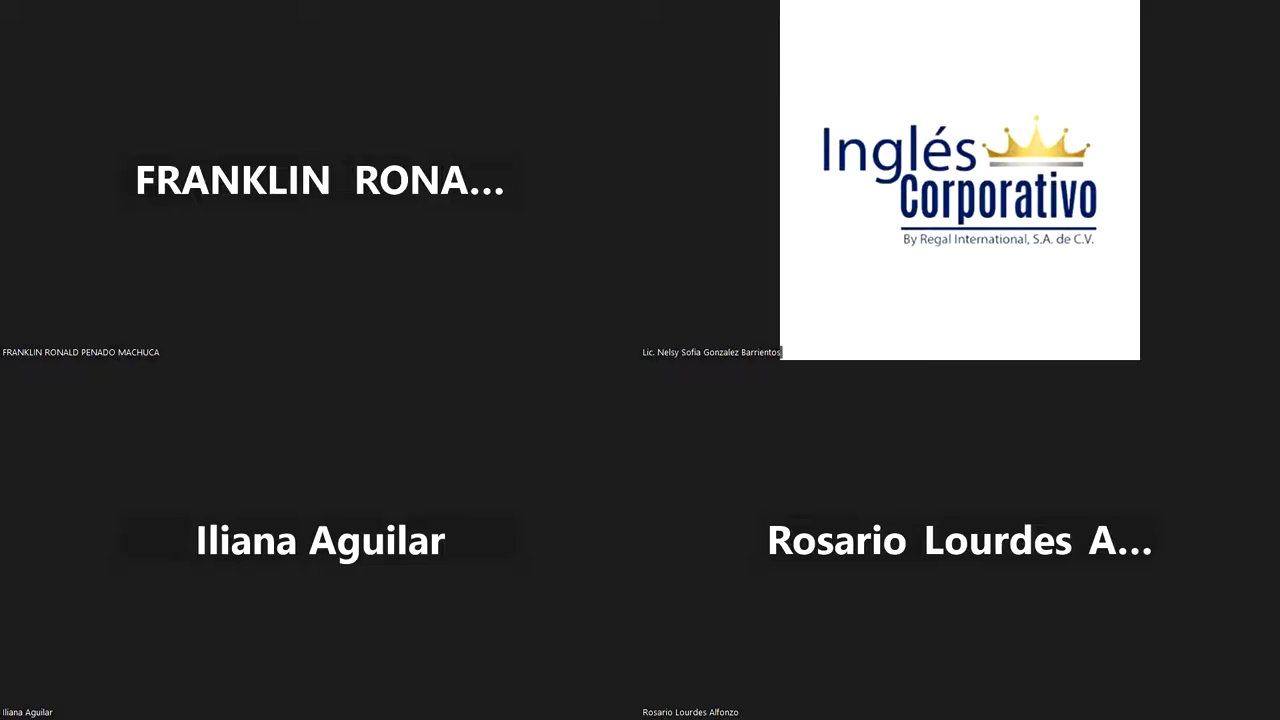 FRANKLIN RONA...
Inglés
Corporativo
By Regal International, S.A. de C.V.
FRANKLIN RONALD PENADO MACHUCA
Lic. Nelsy Sofia Gonzalez Barrientos
Iliana Aguilar
Rosario Lourdes A...
Iliana Aguilar
Rosario Lourdes Alfonzo